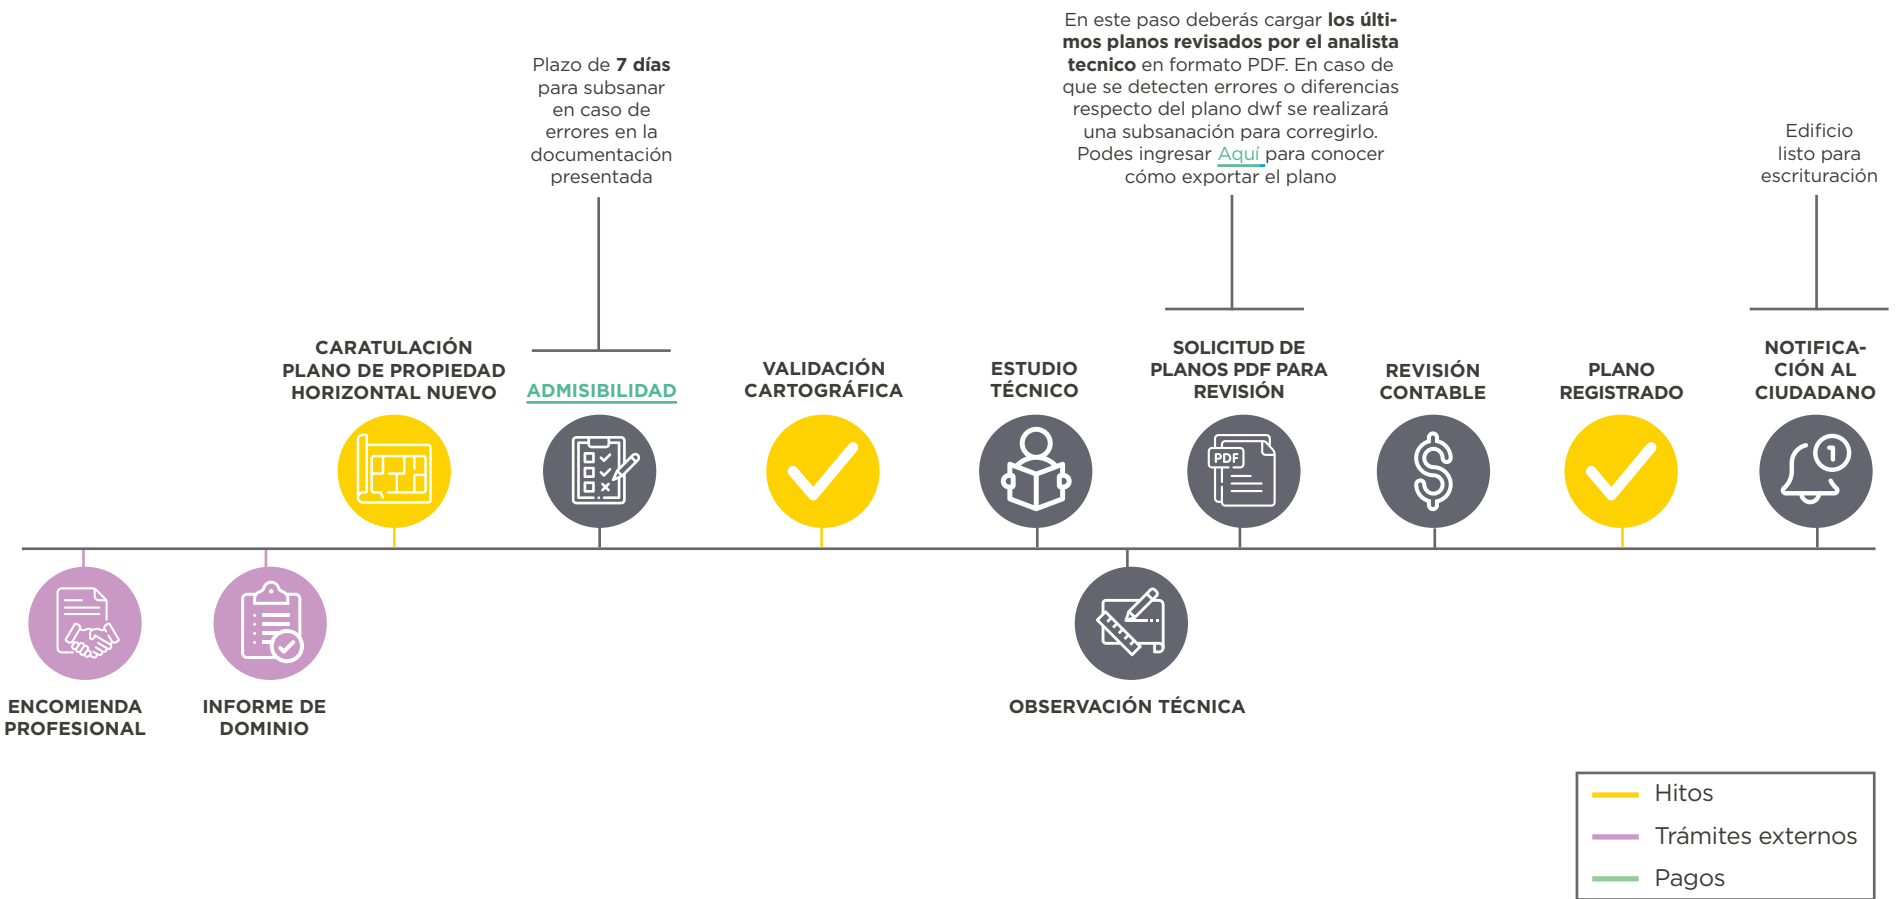 En este paso deberás cargar los últi-
mos planos revisados por el analista
tecnico en formato PDF. En caso de
que se detecten errores o diferencias
respecto del plano dwf se realizará
una subsanación para corregirlo.
Podes ingresar Aquí para conocer
cómo exportar el plano
Plazo de 7 días
para subsanar
en caso de
errores en la
documentación
presentada
Edificio
listo para
escrituración
CARATULACIÓN
PLANO DE PROPIEDAD
HORIZONTAL NUEVO
ADMISIBILIDAD
VALIDACIÓN
CARTOGRÁFICA
ESTUDIO
TÉCNICO
SOLICITUD DE
PLANOS PDF PARA
REVISIÓN
REVISIÓN
CONTABLE
PLANO
REGISTRADO
NOTIFICA-
CIÓN AL
CIUDADANO
PDF
$
1
ENCOMIENDA
PROFESIONAL
INFORME DE
DOMINIO
OBSERVACIÓN TÉCNICA
Hitos
Trámites externos
Pagos